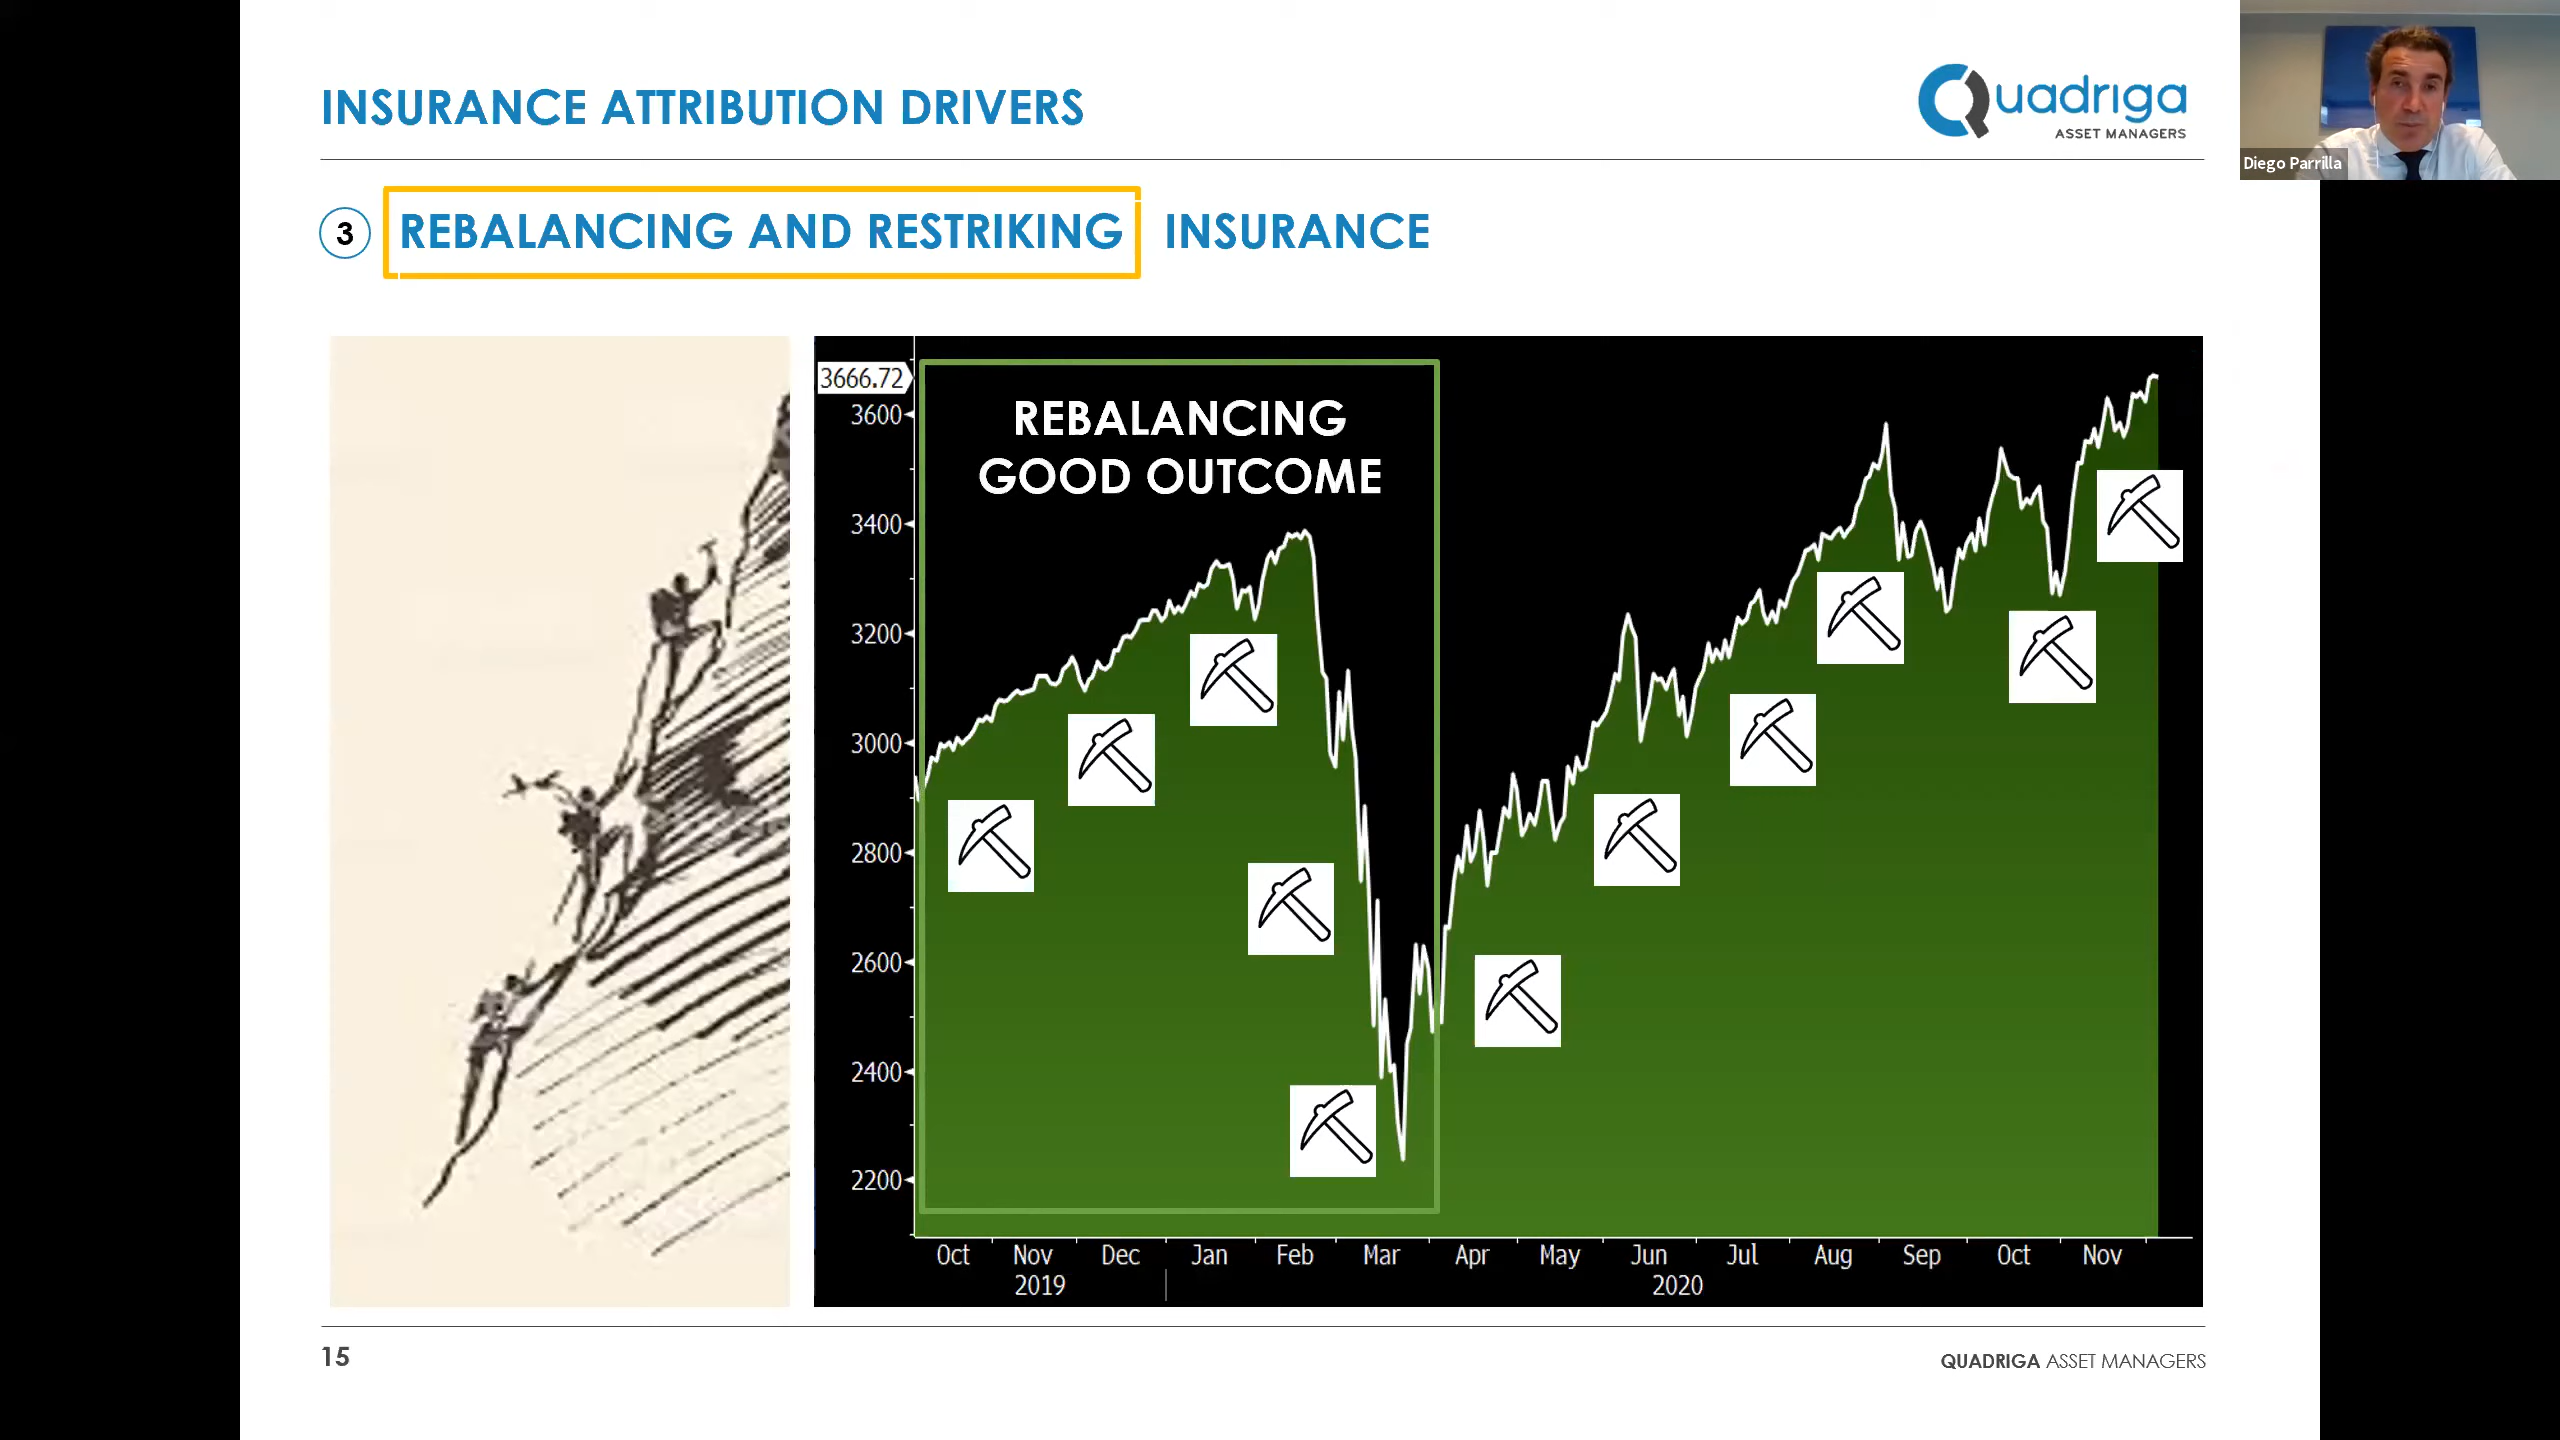 INSURANCE ATTRIBUTION DRIVERS
Quadriga
ASSET MANAGERS
Diego Parrilla
3 REBALANCING AND RESTRIKING INSURANCE
REBALANCING
GOOD OUTCOME
3666.72
3600
3400
3200
3000
2800
2600
2400
2200
Oct Nov Dec Jan Feb Mar Apr May Jun Jul Aug Sep Oct Nov
2019 2020
15
QUADRIGA ASSET MANAGERS